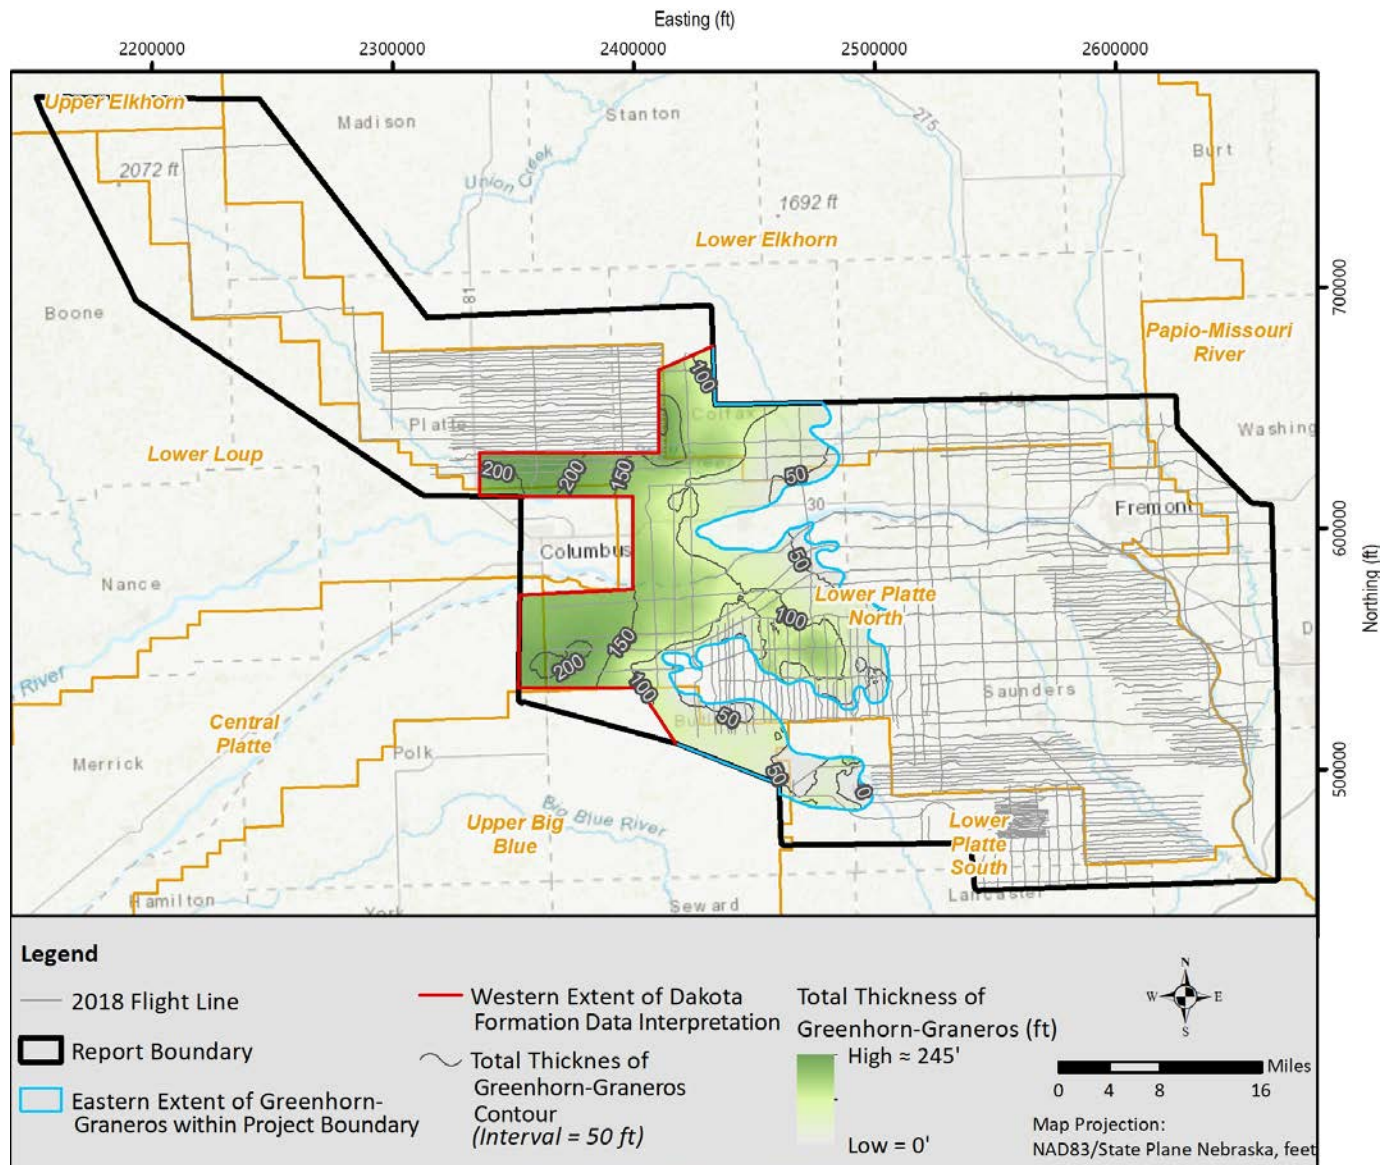 Easting (ft)
2200000
2300000
2400000
2500000
2600000
Upper Elkhorn
Madison
Stanton
275
Burt
2072 ft
Union Creek
1692 ft
Lower Elkhorn
81
700000
Boone
Papio-Missouri
River
100
Platte
Colfax
Dodge
Washing
Lower Loup
200
200
150
50
30
Fremont
600000
Columbus
50
Northing (ft)
Nance
Lower Platte
North
100
D
150
200
River
100
Saunders
Central
Platte
50
Merrick
Polk
50
0
500000
Big Blue River
Upper Big
Blue
Lower
Platte
South
Hamilton
York
Seward
Lancaster
Legend
2018 Flight Line
Report Boundary
Eastern Extent of Greenhorn-
Graneros within Project Boundary
Western Extent of Dakota
Formation Data Interpretation
Total Thicknes of
Greenhorn-Graneros
Contour
(Interval = 50 ft)
Total Thickness of
Greenhorn-Graneros (ft)
High ≈ 245'
Low = 0'
N
W
E
S
Miles
0 4 8 16
Map Projection:
NAD83/State Plane Nebraska, feet